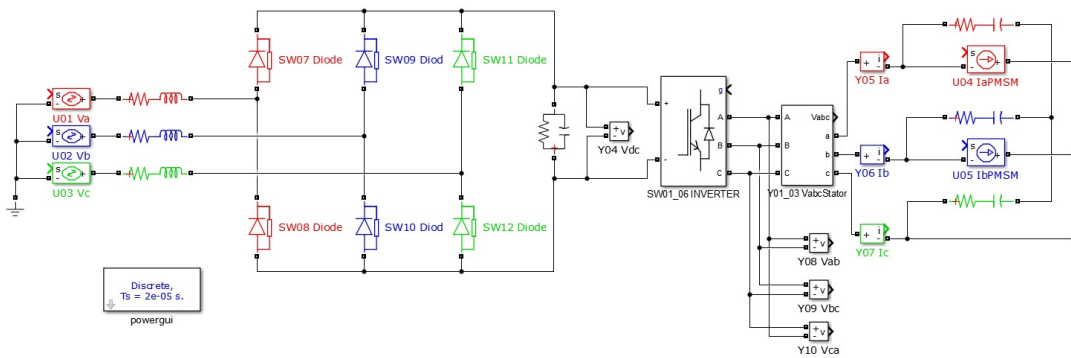 SW07 Diode
SW09 Diod
SW11 Diode
s
U01 Va
s
U02 Vb
s
U03 Vc
Y04 Vdc
g
A
B
C
SW01_06 INVERTER
A
B
C
Vabc
a
b
c
Y01_03 VabcStator
Y05 Ia
Y06 Ib
Y07 Ic
s
U04 IaPMSM
s
U05 IbPMSM
SW08 Diode
SW10 Diod
SW12 Diode
Y08 Vab
Y09 Vbc
Y10 Vca
Discrete,
Ts = 2e-05 s.
powergui
+ v
-
+ v
-
+ v
-
+ v
-
+
-
+ i
-
+ i
-
+ i
-